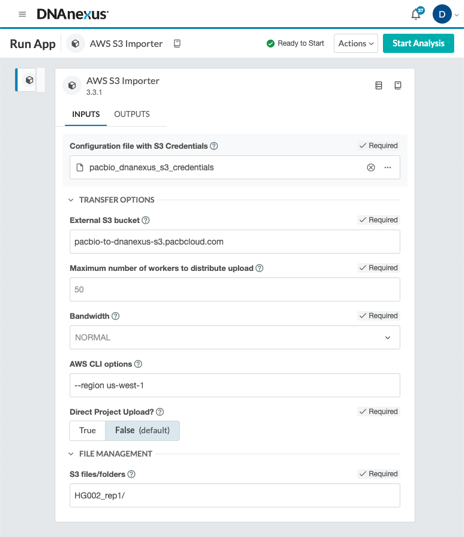 DNAnexus
57
D
Run App
AWS S3 Importer
Ready to Start
Actions
Start Analysis
AWS S3 Importer
3.3.1
INPUTS
OUTPUTS
Configuration file with S3 Credentials
Required
pacbio_dnanexus_s3_credentials
TRANSFER OPTIONS
External S3 bucket
Required
pacbio-to-dnanexus-s3.pacbcloud.com
Maximum number of workers to distribute upload
Required
50
Bandwidth
Required
NORMAL
AWS CLI options
--region us-west-1
Direct Project Upload?
Required
True
False (default)
FILE MANAGEMENT
S3 files/folders
Required
HG002_rep1/